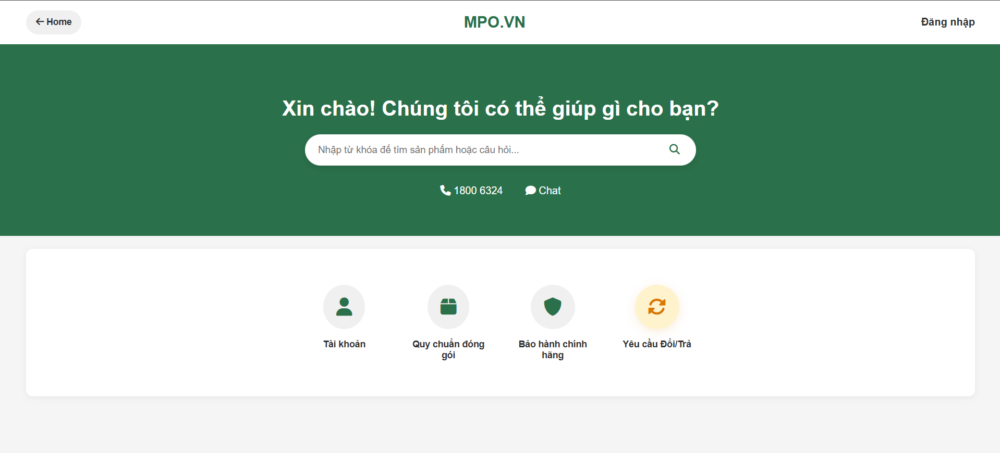 Home
MPO.VN
Đăng nhập
Xin chào! Chúng tôi có thể giúp gì cho bạn?
Nhập từ khóa để tìm sản phẩm hoặc câu hỏi...
1800 6324
Chat
Tài khoản
Quy chuẩn đóng
gói
Bảo hành chính
hãng
Yêu cầu Đổi/Trả